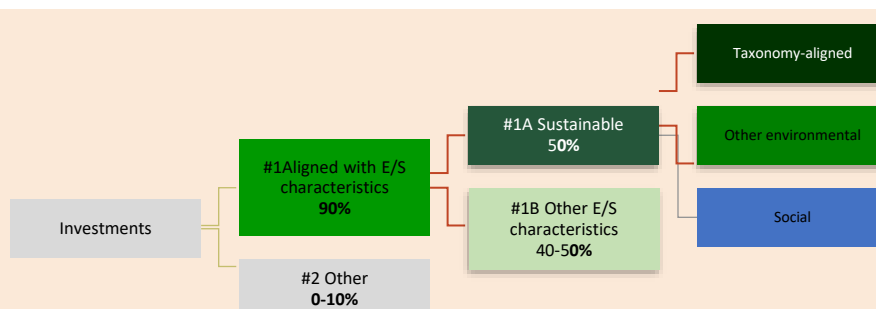 Investments
#1Aligned with E/S
characteristics
90%
#2 Other
0-10%
#1A Sustainable
50%
#1B Other E/S
characteristics
40-50%
Taxonomy-aligned
Other environmental
Social